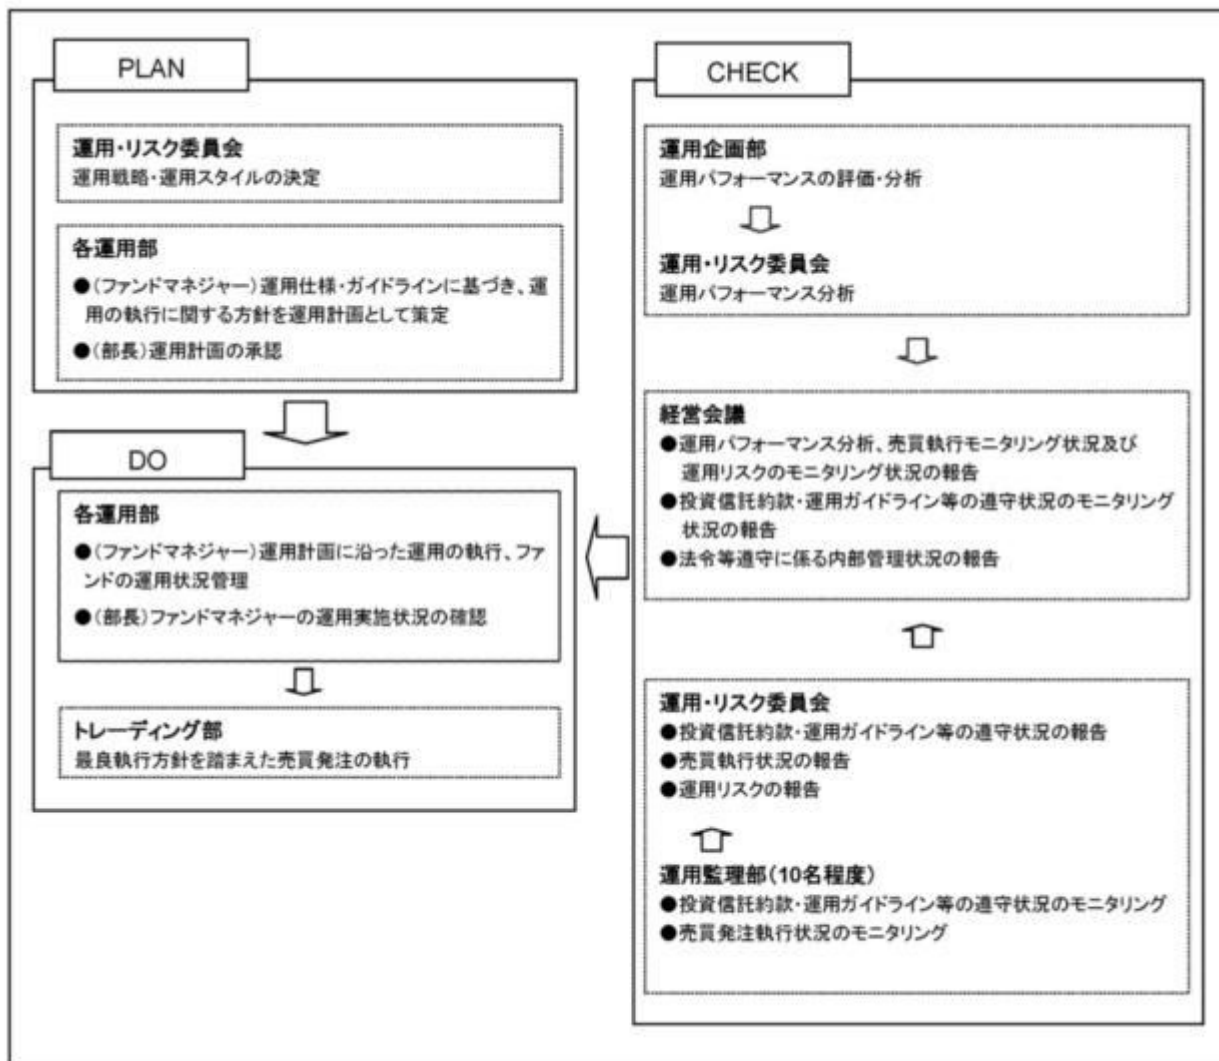 PLAN
運用・リスク委員会
運用戦略・運用スタイルの決定
各運用部
●(ファンドマネジャー)運用仕様・ガイドラインに基づき、運
用の執行に関する方針を運用計画として策定
●(部長)運用計画の承認
DO
各運用部
●(ファンドマネジャー)運用計画に沿った運用の執行、ファ
ンドの運用状況管理
●(部長)ファンドマネジャーの運用実施状況の確認
トレーディング部
最良執行方針を踏まえた売買発注の執行
CHECK
運用企画部
運用パフォーマンスの評価・分析
運用・リスク委員会
運用パフォーマンス分析
経営会議
●運用パフォーマンス分析、売買執行モニタリング状況及び
運用リスクのモニタリング状況の報告
●投資信託約款・運用ガイドライン等の遵守状況のモニタリング
状況の報告
●法令等遵守に係る内部管理状況の報告
運用・リスク委員会
●投資信託約款・運用ガイドライン等の遵守状況の報告
●売買執行状況の報告
●運用リスクの報告
運用監理部(10名程度)
●投資信託約款・運用ガイドライン等の遵守状況のモニタリング
●売買発注執行状況のモニタリング